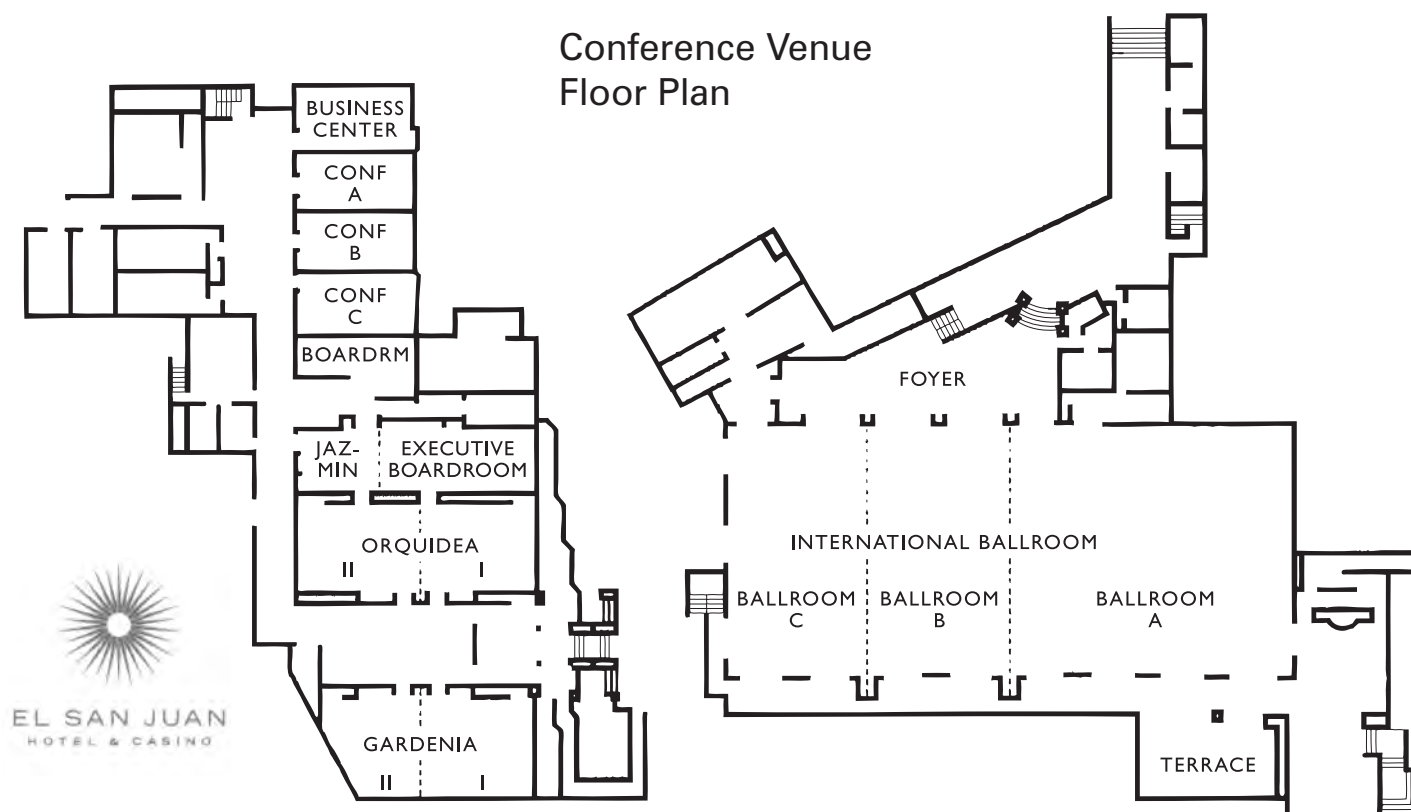 Conference Venue
Floor Plan
BUSINESS
CENTER
CONF
A
CONF
B
CONF
C
BOARDRM
JAZ-
MIN
EXECUTIVE
BOARDROOM
ORQUIDEA
II I
GARDENIA
II I
EL SAN JUAN
HOTEL & CASINO
FOYER
INTERNATIONAL BALLROOM
BALLROOM
C
BALLROOM
B
BALLROOM
A
TERRACE